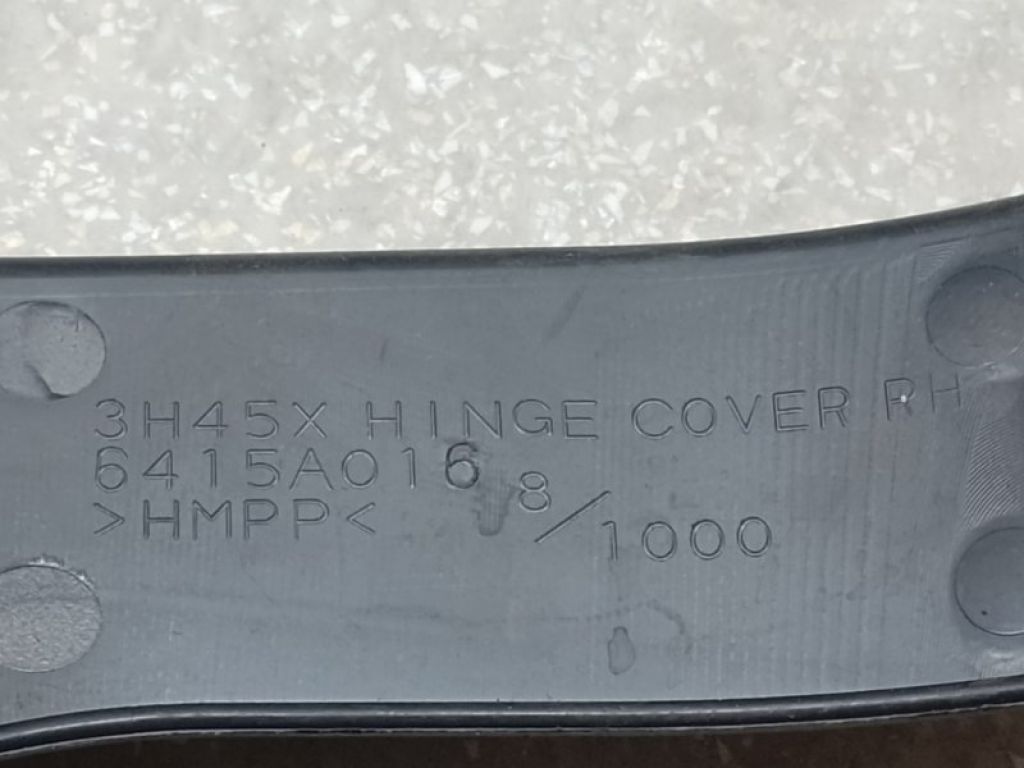 3H45X HINGE COVER RH
6415A016
>HMPP< 8/1000